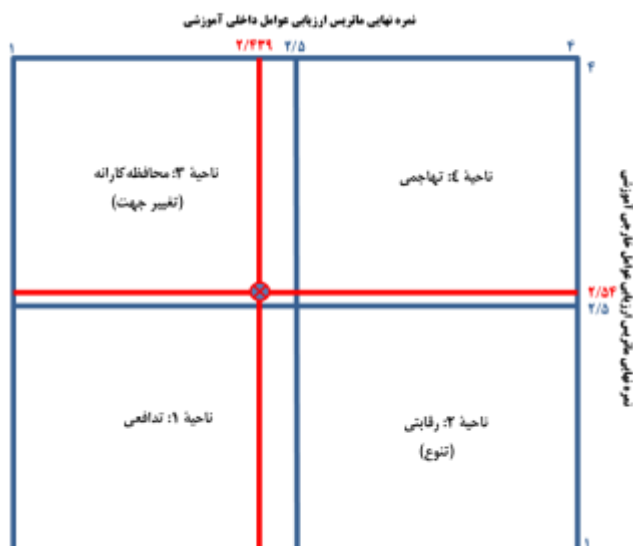 نمره نهایی ماتریس ارزیابی عوامل داخلی آموزشی
۱
۲/۴۳۹
۲/۵
۴
۴
ناحیهٔ ۳: محافظه‌کارانه
(تغییر جهت)
ناحیهٔ ٤: تهاجمی
نمره نهایی ماتریس ارزیابی عوامل خارجی آموزشی
۲/۵۴
۲/۵
ناحیهٔ ۱: تدافعی
ناحیهٔ ۲: رقابتی
(تنوع)
۱